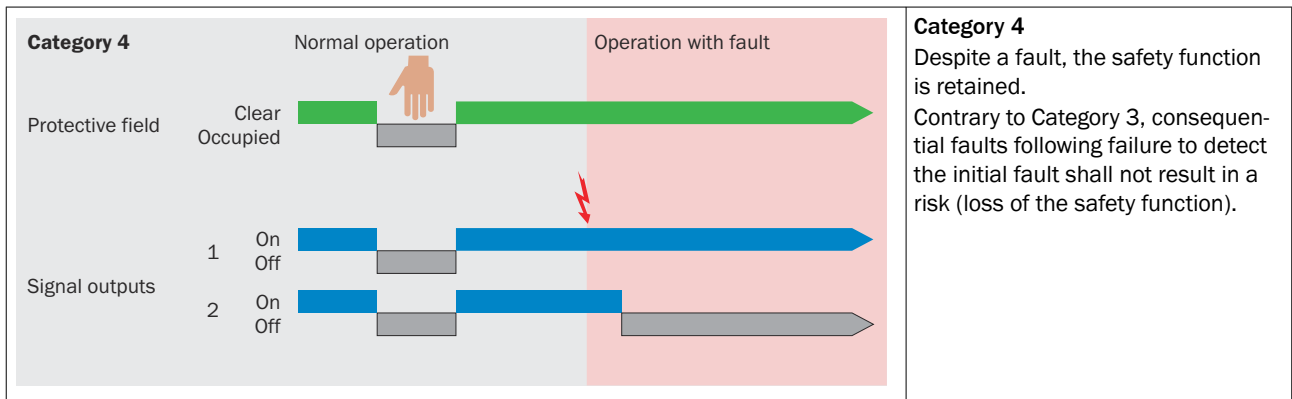 Category 4
Normal operation
Operation with fault
Protective field
Clear
Occupied
Signal outputs
1
On
Off
2
On
Off
Category 4
Despite a fault, the safety function
is retained.
Contrary to Category 3, consequen-
tial faults following failure to detect
the initial fault shall not result in a
risk (loss of the safety function).